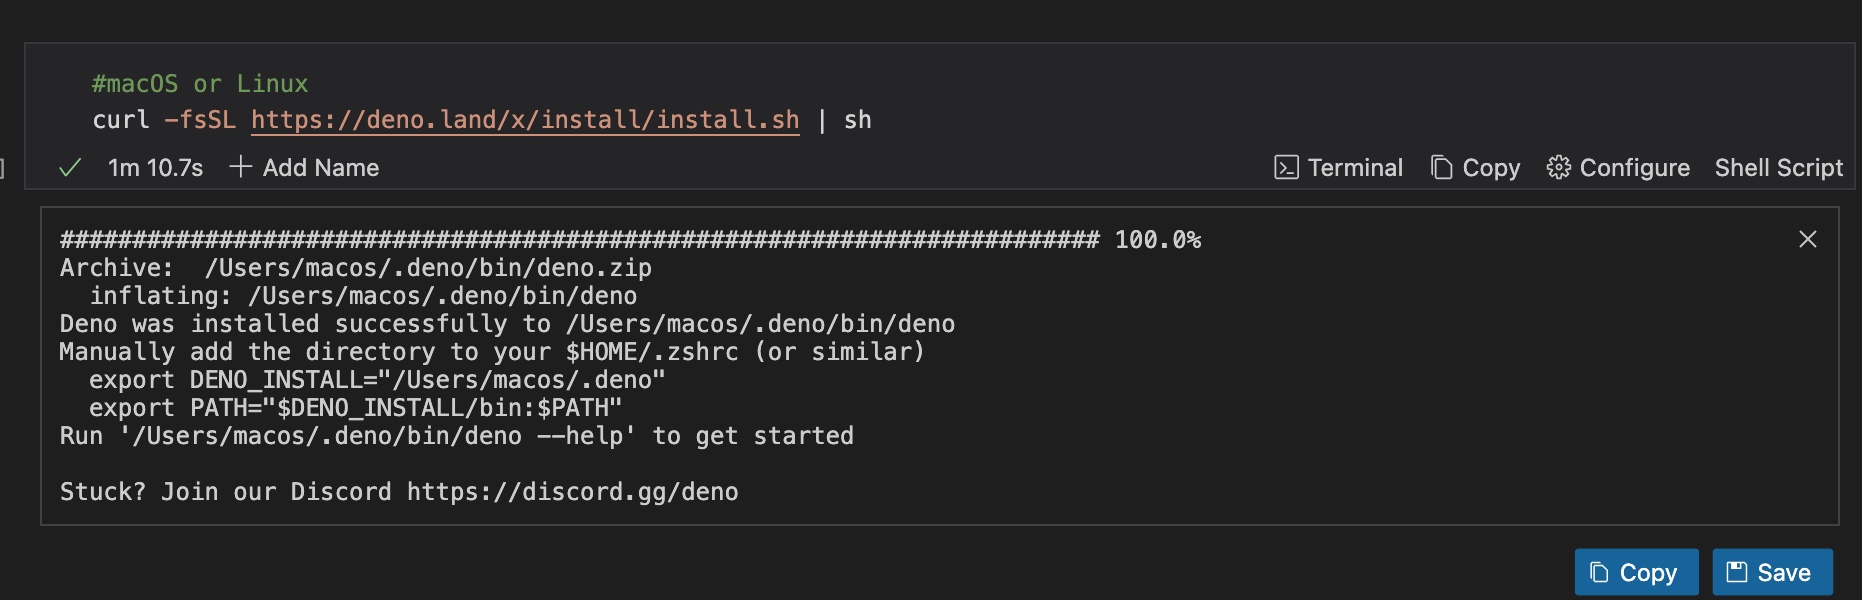 #macOS or Linux
curl -fsSL https://deno.land/x/install/install.sh | sh
] 1m 10.7s Add Name Terminal Copy Configure Shell Script
######################################################################## 100.0%
Archive:  /Users/macos/.deno/bin/deno.zip
  inflating: /Users/macos/.deno/bin/deno
Deno was installed successfully to /Users/macos/.deno/bin/deno
Manually add the directory to your $HOME/.zshrc (or similar)
  export DENO_INSTALL="/Users/macos/.deno"
  export PATH="$DENO_INSTALL/bin:$PATH"
Run '/Users/macos/.deno/bin/deno --help' to get started
Stuck? Join our Discord https://discord.gg/deno
Copy Save